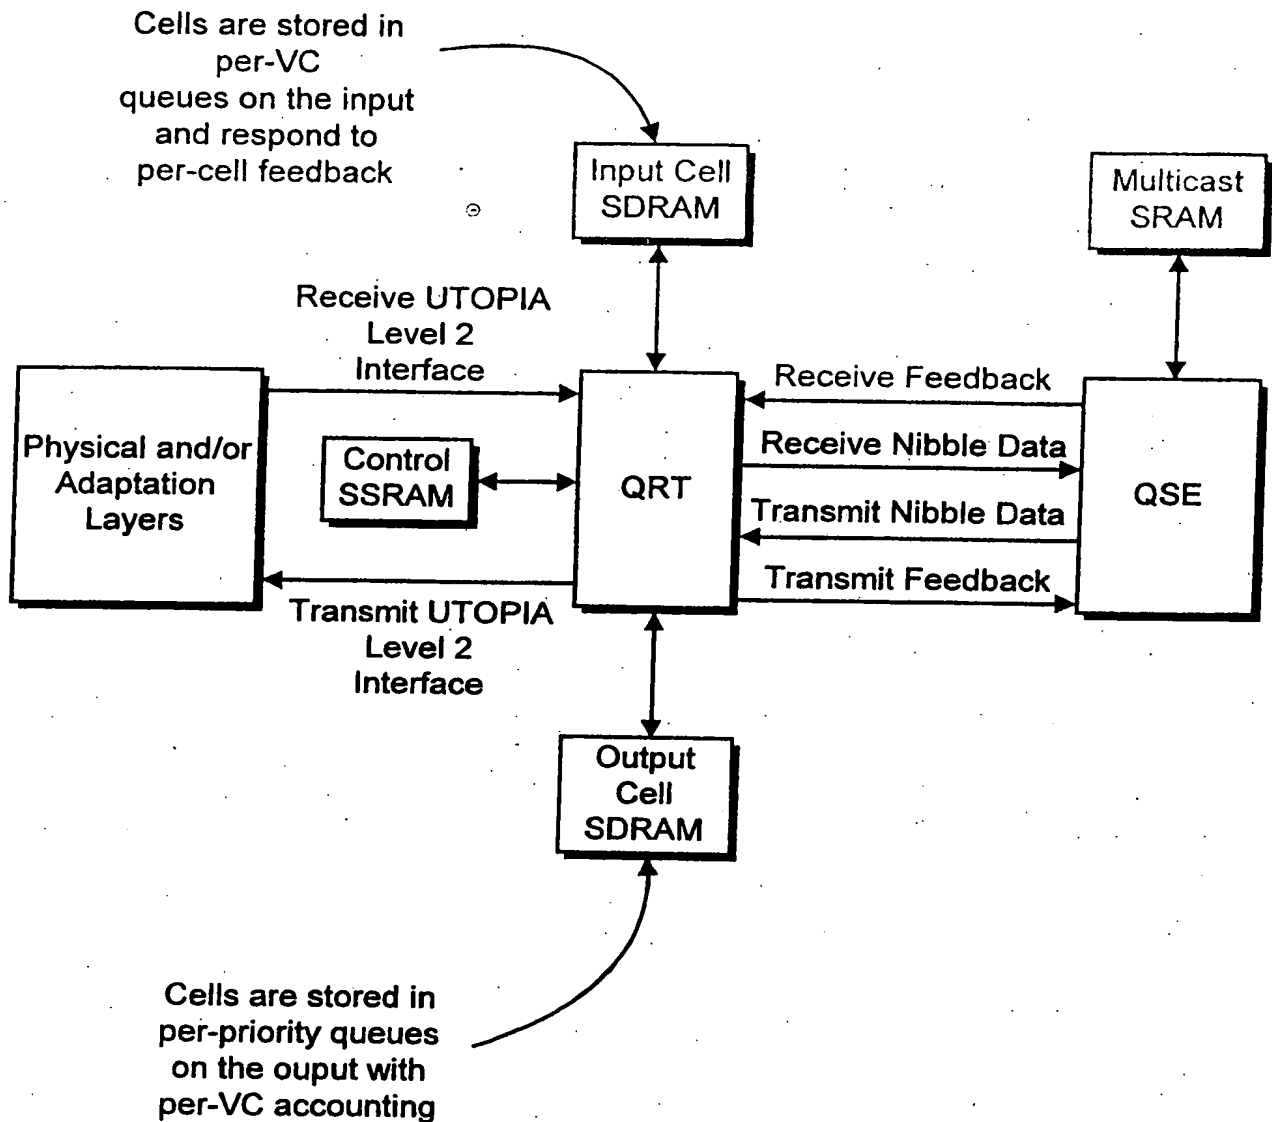 Cells are stored in
per-VC
queues on the input
and respond to
per-cell feedback
Input Cell
SDRAM
Multicast
SRAM
Receive UTOPIA
Level 2
Interface
Physical and/or
Adaptation
Layers
Control
SSRAM
QRT
Receive Feedback
Receive Nibble Data
Transmit Nibble Data
Transmit Feedback
QSE
Transmit UTOPIA
Level 2
Interface
Output
Cell
SDRAM
Cells are stored in
per-priority queues
on the ouput with
per-VC accounting